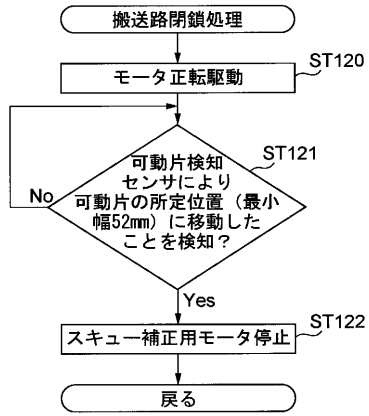 搬送路閉鎖処理
ST120
モータ正転駆動
ST121
可動片検知
センサにより
可動片の所定位置（最小
幅52mm）に移動した
ことを検知？
No
Yes
ST122
スキュー補正用モータ停止
戻る